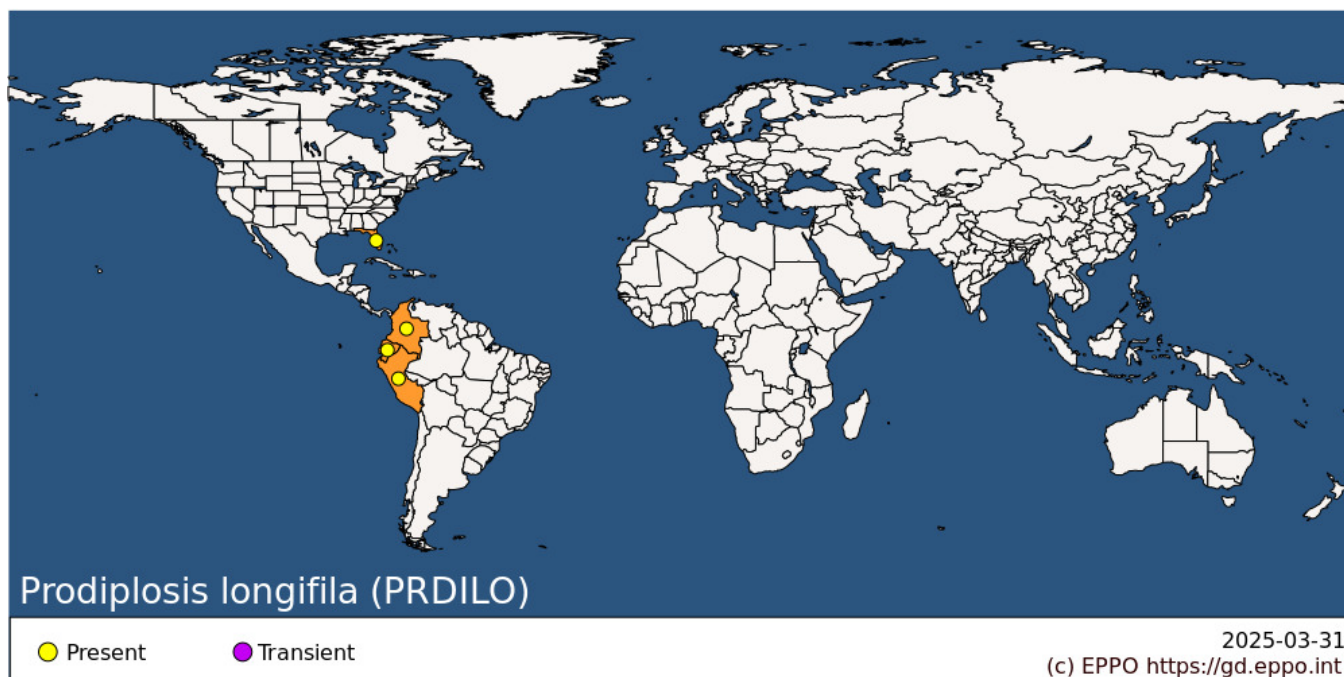 Prodiplosis longifila (PRDILO)
Present
Transient
2025-03-31
(c) EPPO https://gd.eppo.int